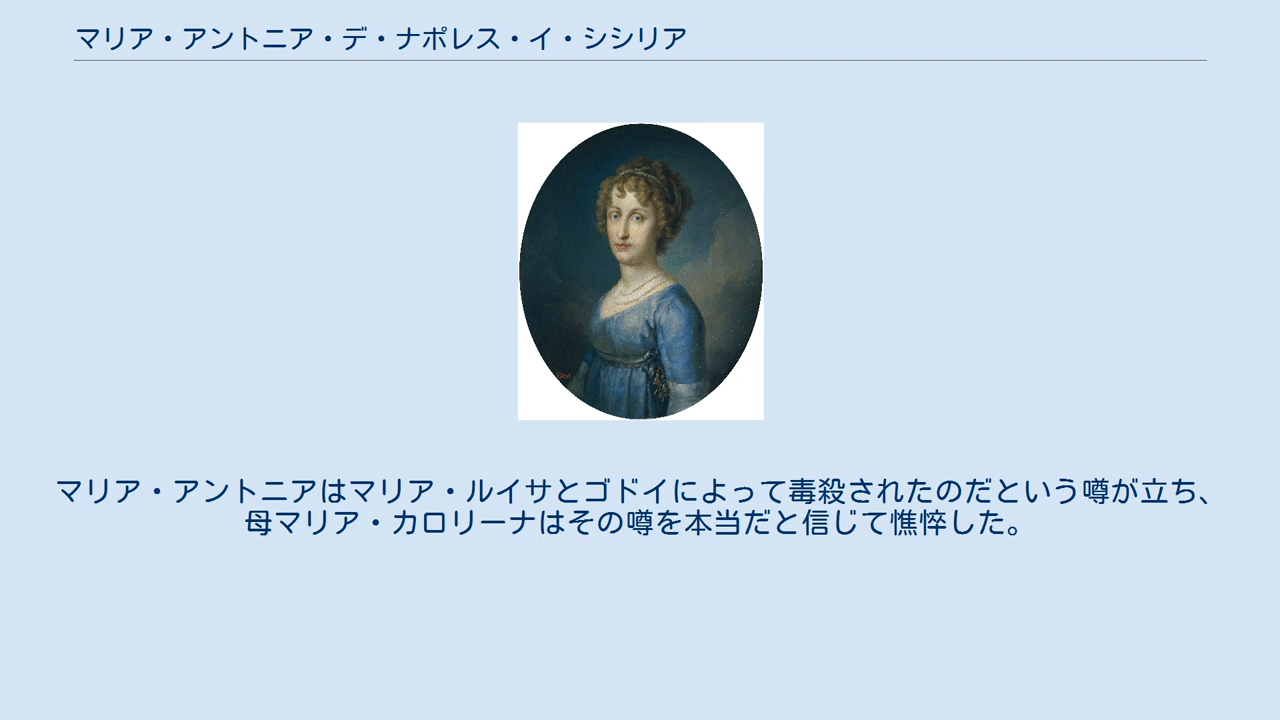 マリア・アントニア・デ・ナポレス・イ・シシリア
マリア・アントニアはマリア・ルイサとゴドイによって毒殺されたのだという噂が立ち、
母マリア・カロリーナはその噂を本当だと信じて憔悴した。